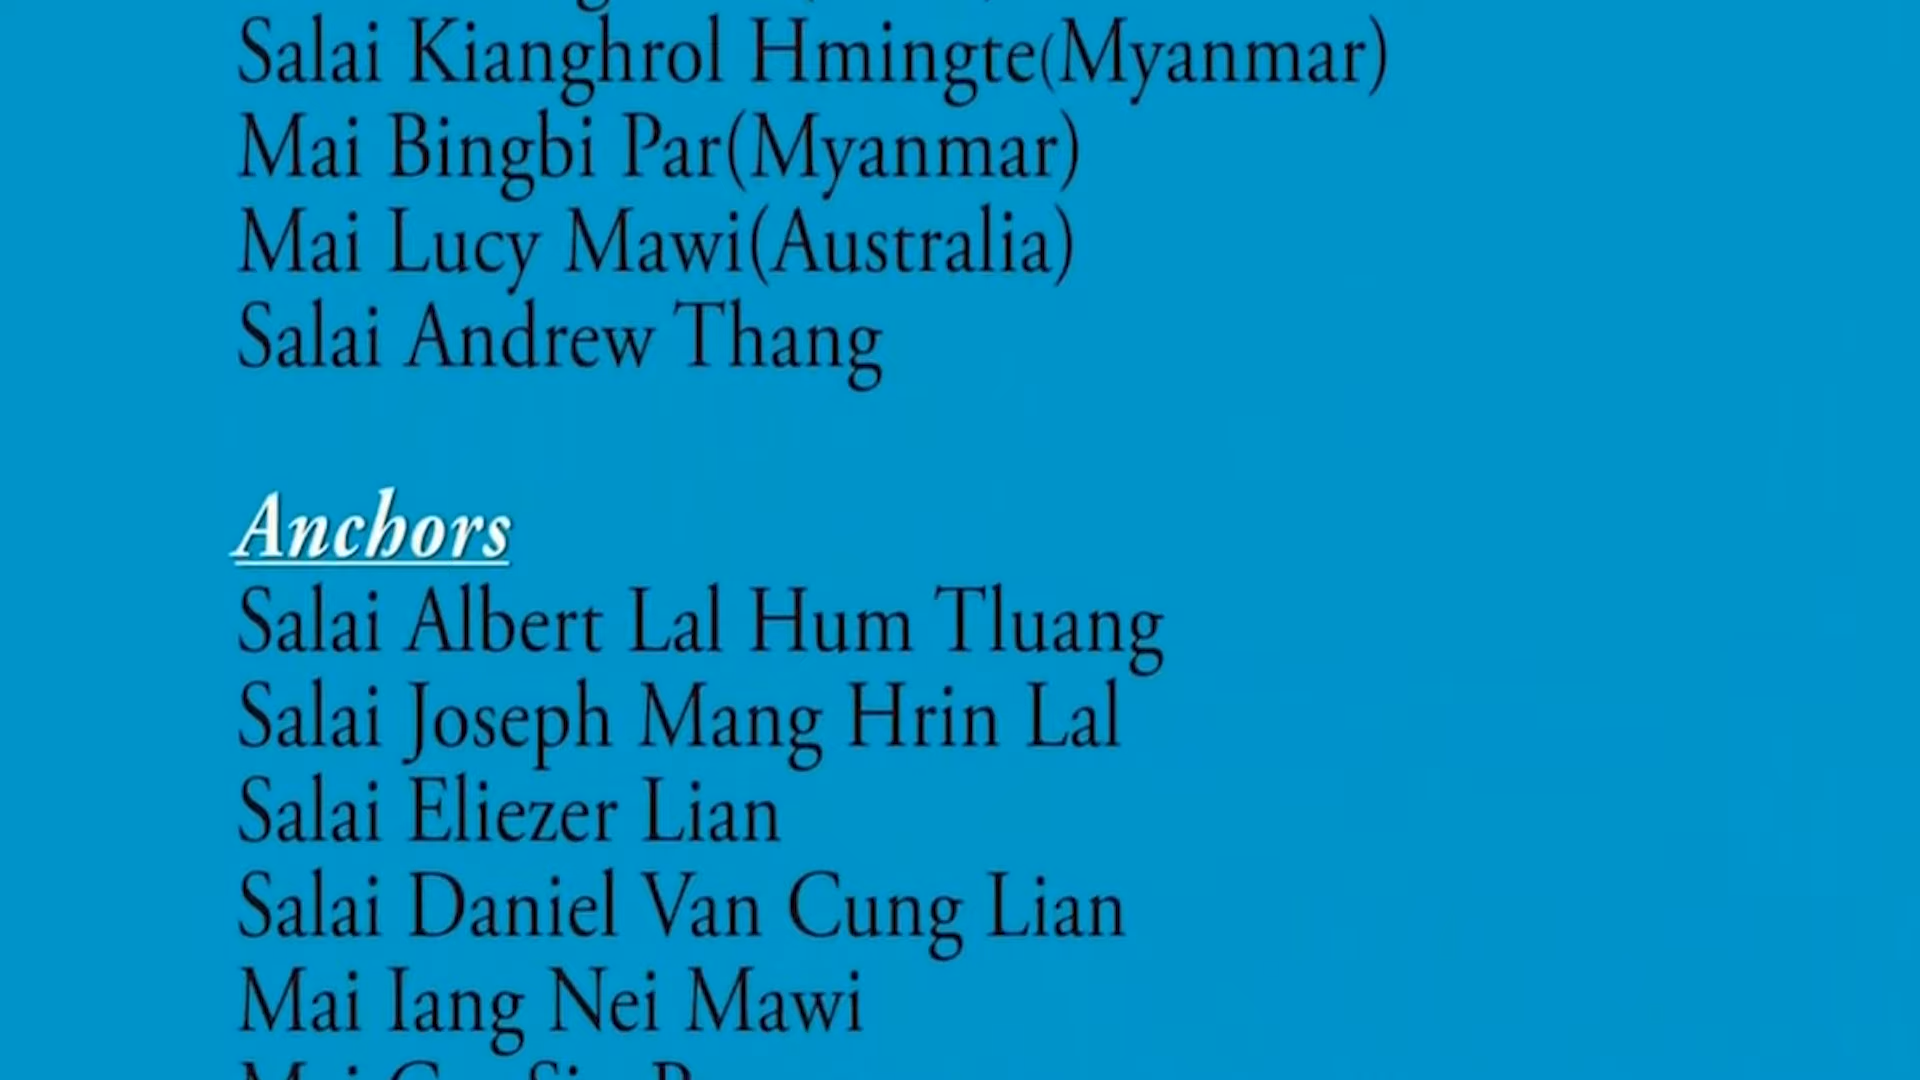 Salai Kianghrol Hmingte(Myanmar)
Mai Bingbi Par(Myanmar)
Mai Lucy Mawi(Australia)
Salai Andrew Thang
Anchors
Salai Albert Lal Hum Tluang
Salai Joseph Mang Hrin Lal
Salai Eliezer Lian
Salai Daniel Van Cung Lian
Mai Iang Nei Mawi
Mai